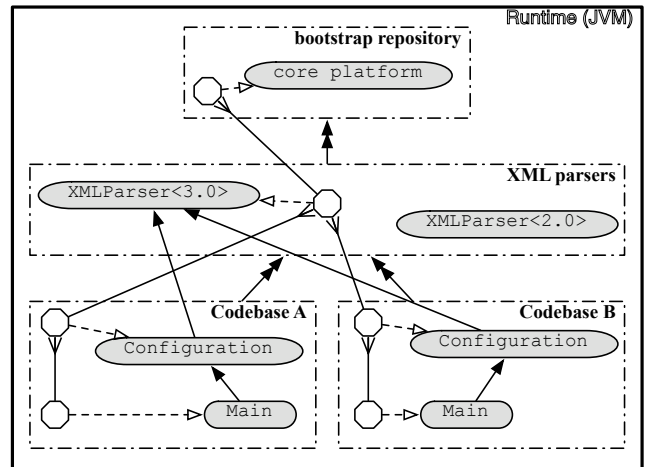 Runtime (JVM)
bootstrap repository
core platform
XML parsers
XMLParser<3.0>
XMLParser<2.0>
Codebase A
Codebase B
Configuration
Configuration
Main
Main